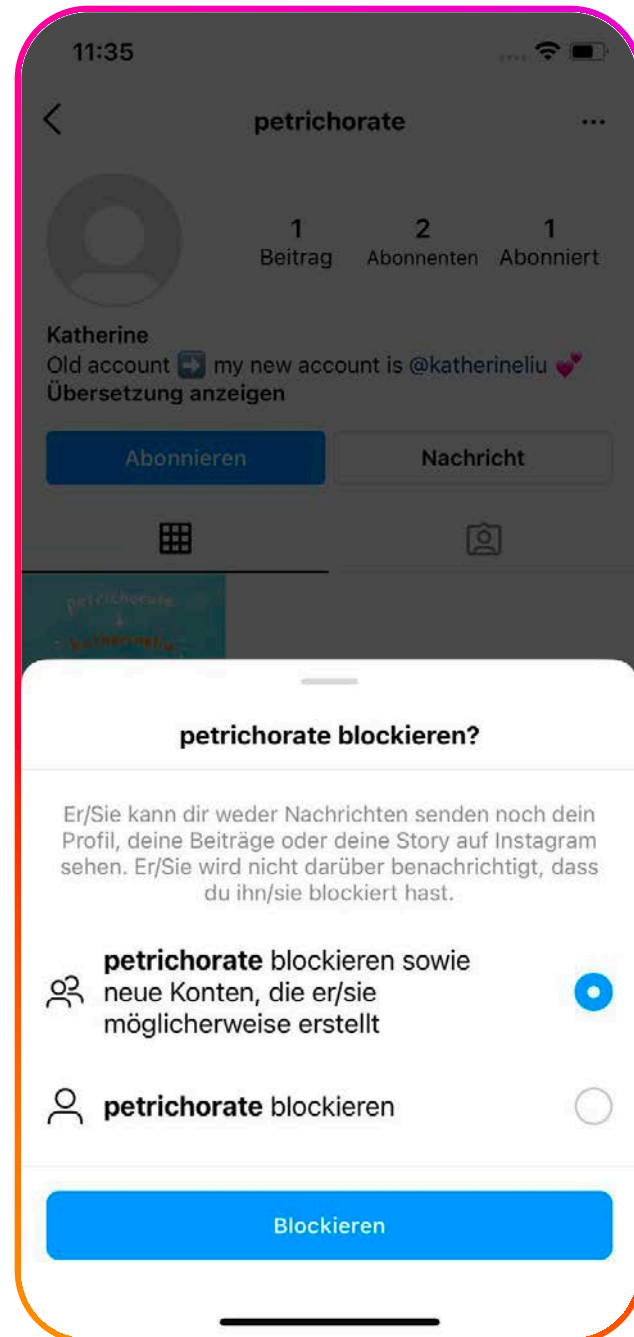 11:35
petrichorate
1 2 1
Beitrag Abonnenten Abonniert
Katherine
Old account ➡️ my new account is @katherineliu 💕
Übersetzung anzeigen
Abonnieren Nachricht
petrichorate
katherineliu
petrichorate blockieren?
Er/Sie kann dir weder Nachrichten senden noch dein
Profil, deine Beiträge oder deine Story auf Instagram
sehen. Er/Sie wird nicht darüber benachrichtigt, dass
du ihn/sie blockiert hast.
petrichorate blockieren sowie
neue Konten, die er/sie
möglicherweise erstellt
petrichorate blockieren
Blockieren